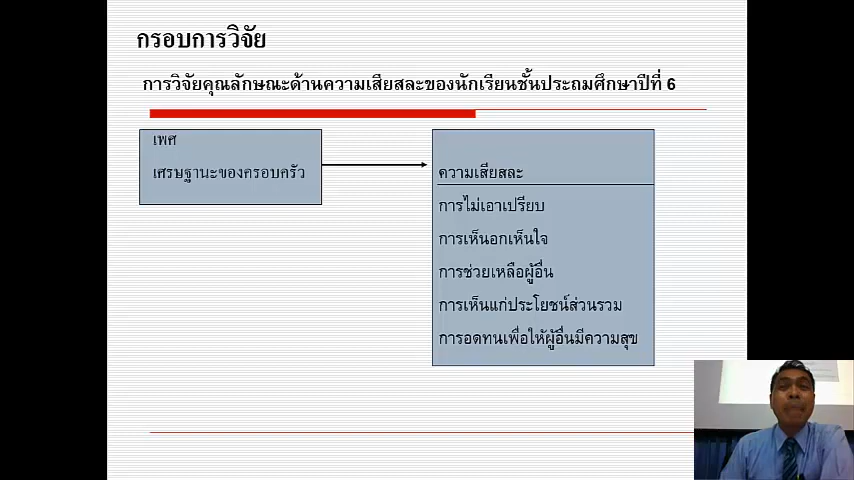 กรอบการวิจัย
การวิจัยคุณลักษณะด้านความเสียสละของนักเรียนชั้นประถมศึกษาปีที่ 6
เพศ
เศรษฐานะของครอบครัว
ความเสียสละ
การไม่เอาเปรียบ
การเห็นอกเห็นใจ
การช่วยเหลือผู้อื่น
การเห็นแก่ประโยชน์ส่วนรวม
การอดทนเพื่อให้ผู้อื่นมีความสุข